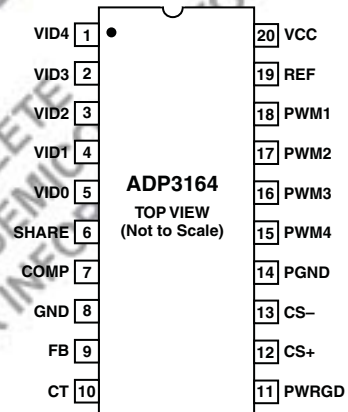 VID4 1
VID3 2
VID2 3
VID1 4
VID0 5
SHARE 6
COMP 7
GND 8
FB 9
CT 10
ADP3164
TOP VIEW
(Not to Scale)
20 VCC
19 REF
18 PWM1
17 PWM2
16 PWM3
15 PWM4
14 PGND
13 CS–
12 CS+
11 PWRGD